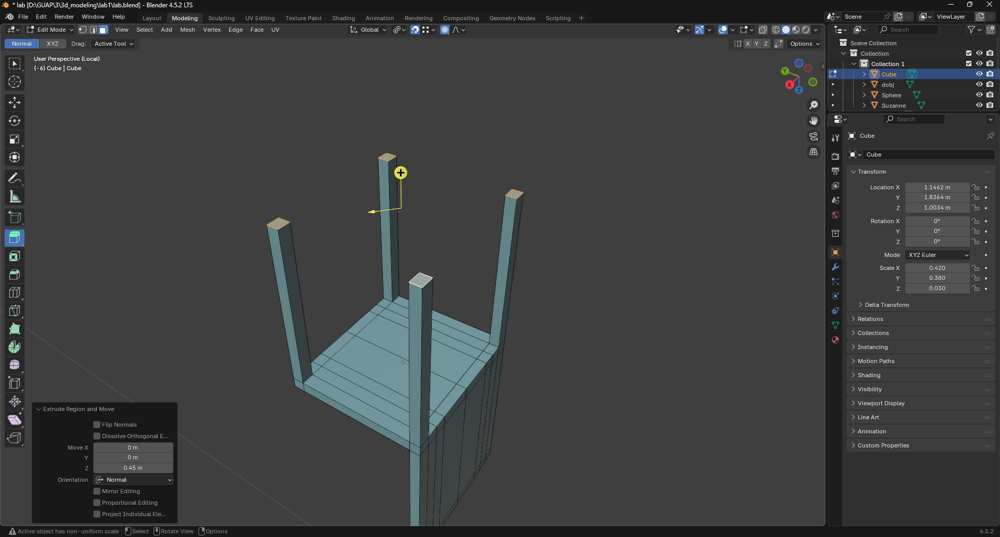 * lab [D:\GUAP\3\3d_modeling\lab1\lab.blend] - Blender 4.5.2 LTS
File Edit Render Window Help Layout Modeling Sculpting UV Editing Texture Paint Shading Animation Rendering Compositing Geometry Nodes Scripting + Scene ViewLayer
Edit Mode View Select Add Mesh Vertex Edge Face UV Global Search
Normal XYZ Drag: Active Tool X Y Z Options
User Perspective (Local)
(-6) Cube | Cube
Y
X
Z
Scene Collection
Collection
Collection 1
Cube
dobj
Sphere
Suzanne
Search
Cube
Cube
Transform
Location X 1.1462 m
Y 1.8364 m
Z 1.0034 m
Rotation X 0°
Y 0°
Z 0°
Mode XYZ Euler
Scale X 0.420
Y 0.380
Z 0.030
Delta Transform
Relations
Collections
Instancing
Motion Paths
Shading
Visibility
Viewport Display
Line Art
Animation
Custom Properties
Extrude Region and Move
Flip Normals
Dissolve Orthogonal E...
Move X 0 m
Y 0 m
Z 0.45 m
Orientation Normal
Mirror Editing
Proportional Editing
Project Individual Ele...
Active object has non-uniform scale Select Rotate View Options 4.5.2